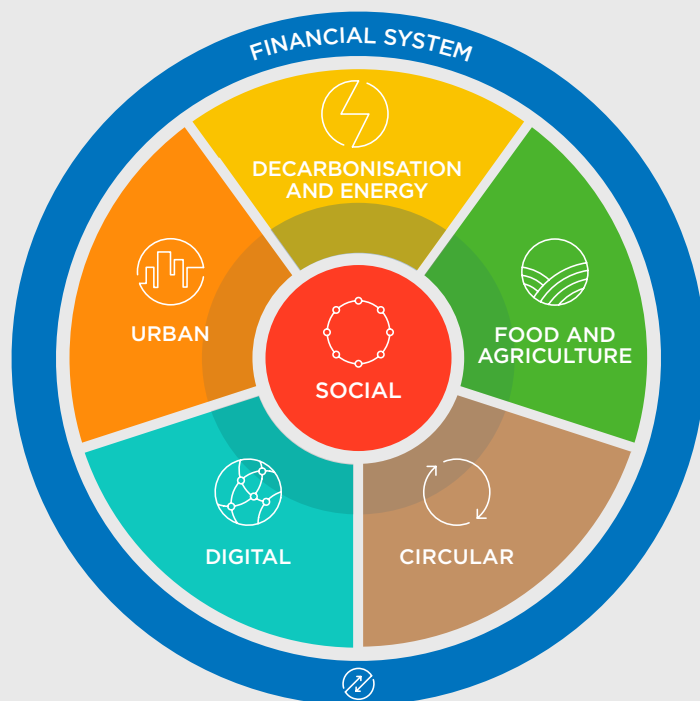 FINANCIAL SYSTEM
DECARBONISATION
AND ENERGY
URBAN
FOOD AND
AGRICULTURE
SOCIAL
DIGITAL
CIRCULAR